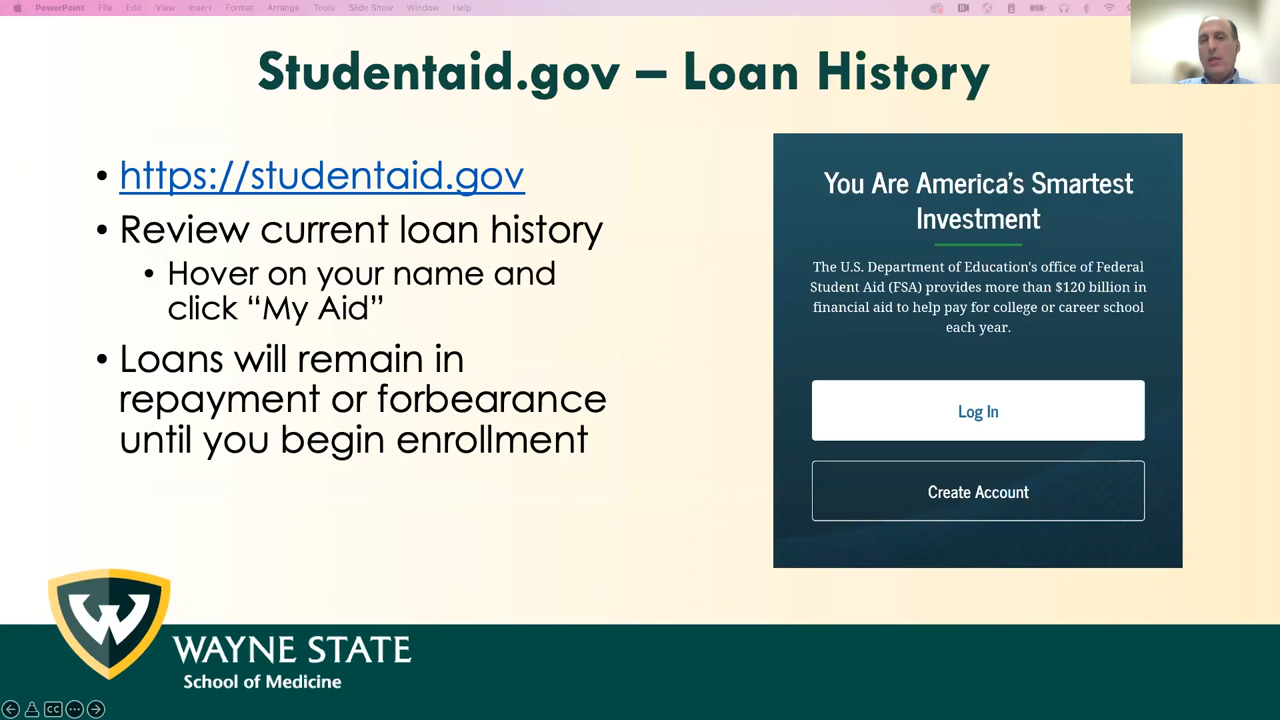 PowerPoint File Edit View Insert Format Arrange Tools Slide Show Window Help
Studentaid.gov – Loan History
• https://studentaid.gov
• Review current loan history
• Hover on your name and
click “My Aid”
• Loans will remain in
repayment or forbearance
until you begin enrollment
You Are America's Smartest
Investment
The U.S. Department of Education's office of Federal
Student Aid (FSA) provides more than $120 billion in
financial aid to help pay for college or career school
each year.
Log In
Create Account
W
WAYNE STATE
School of Medicine
CC